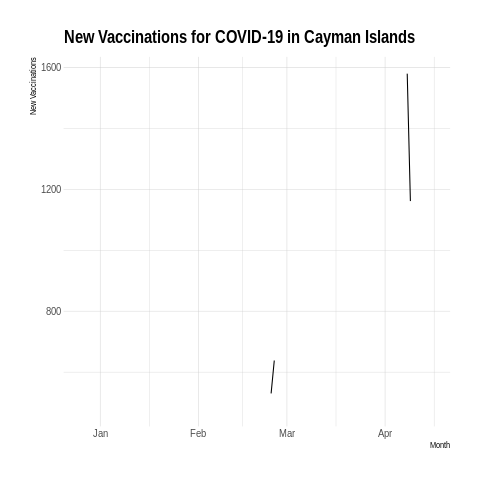 New Vaccinations for COVID-19 in Cayman Islands
New Vaccinations
1600
1200
800
Jan Feb Mar Apr
Month